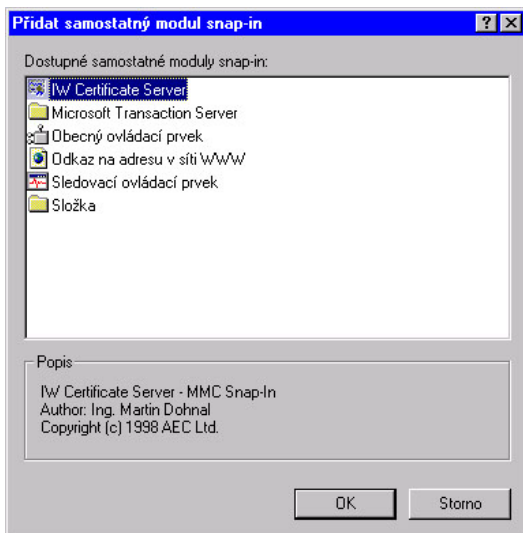 Přidat samostatný modul snap-in
Dostupné samostatné moduly snap-in:
IW Certificate Server
Microsoft Transaction Server
Obecný ovládací prvek
Odkaz na adresu v síti WWW
Sledovací ovládací prvek
Složka
Popis
IW Certificate Server - MMC Snap-In
Author: Ing. Martin Dohnal
Copyright (c) 1998 AEC Ltd.
OK Storno